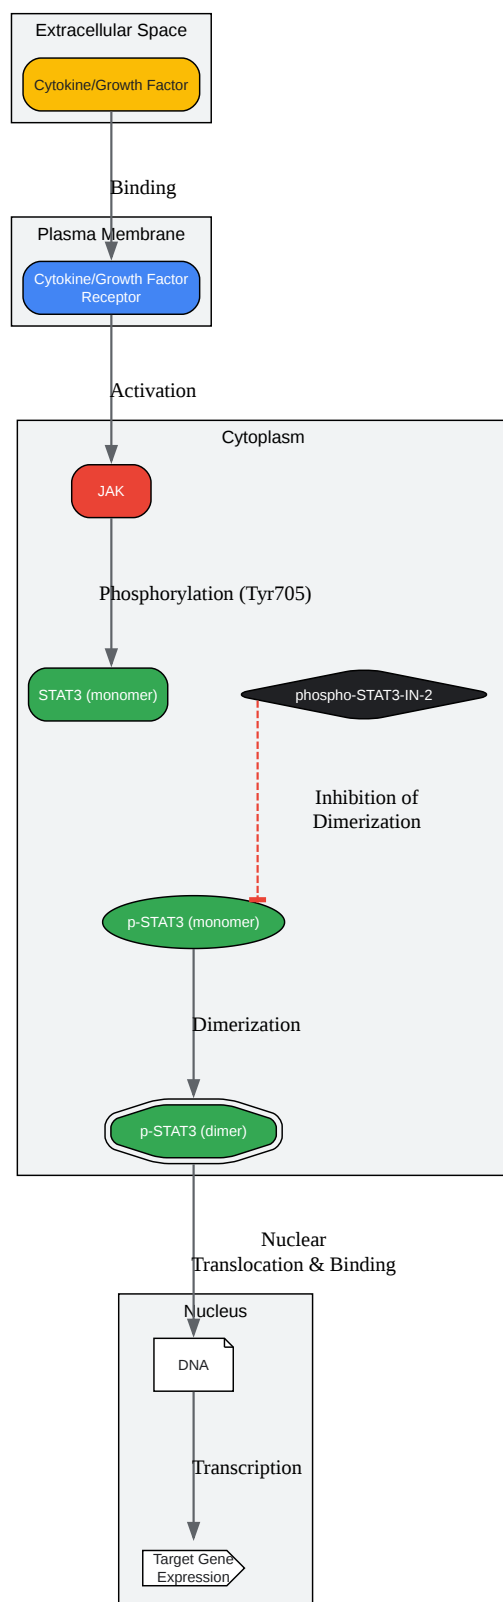 Extracellular Space
Cytokine/Growth Factor
Binding
Plasma Membrane
Cytokine/Growth Factor
Receptor
Activation
Cytoplasm
JAK
Phosphorylation (Tyr705)
STAT3 (monomer)
phospho-STAT3-IN-2
Inhibition of
Dimerization
p-STAT3 (monomer)
Dimerization
p-STAT3 (dimer)
Nuclear
Translocation & Binding
Nucleus
DNA
Transcription
Target Gene
Expression